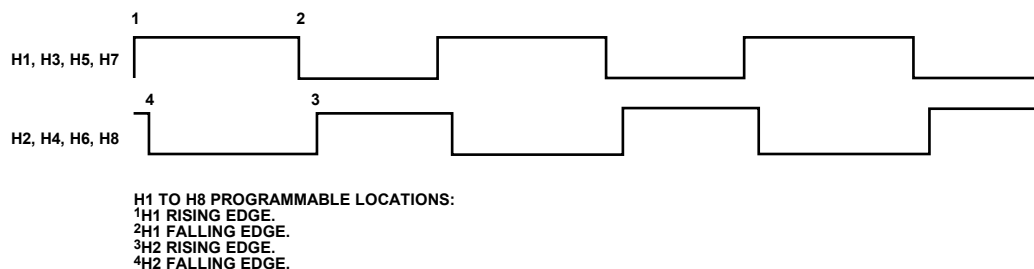 1 2
H1, H3, H5, H7
4 3
H2, H4, H6, H8
H1 TO H8 PROGRAMMABLE LOCATIONS:
1H1 RISING EDGE.
2H1 FALLING EDGE.
3H2 RISING EDGE.
4H2 FALLING EDGE.